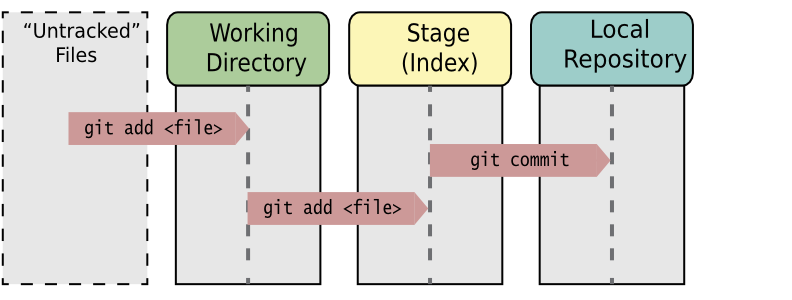 “Untracked”
Files
Working
Directory
Stage
(Index)
Local
Repository
git add <file>
git commit
git add <file>